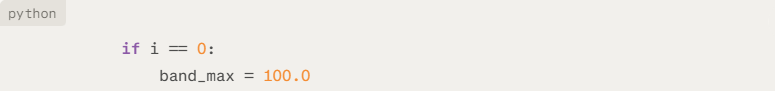 python
if i == 0:
band_max = 100.0